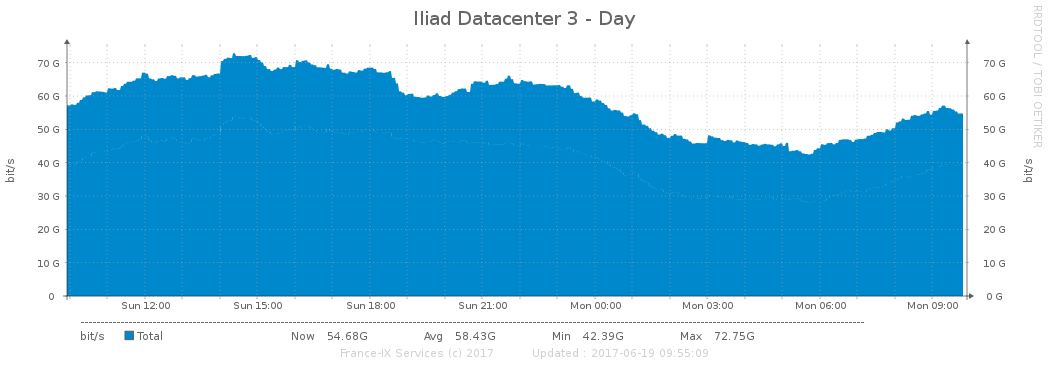 Iliad Datacenter 3 - Day
RRDTOOL / TOBI OETIKER
bit/s
bit/s
70 G
70 G
60 G
60 G
50 G
50 G
40 G
40 G
30 G
30 G
20 G
20 G
10 G
10 G
0
0 G
Sun 12:00 Sun 15:00 Sun 18:00 Sun 21:00 Mon 00:00 Mon 03:00 Mon 06:00 Mon 09:00
bit/s Total Now 54.68G Avg 58.43G Min 42.39G Max 72.75G
France-IX Services (c) 2017 Updated : 2017-06-19 09:55:09